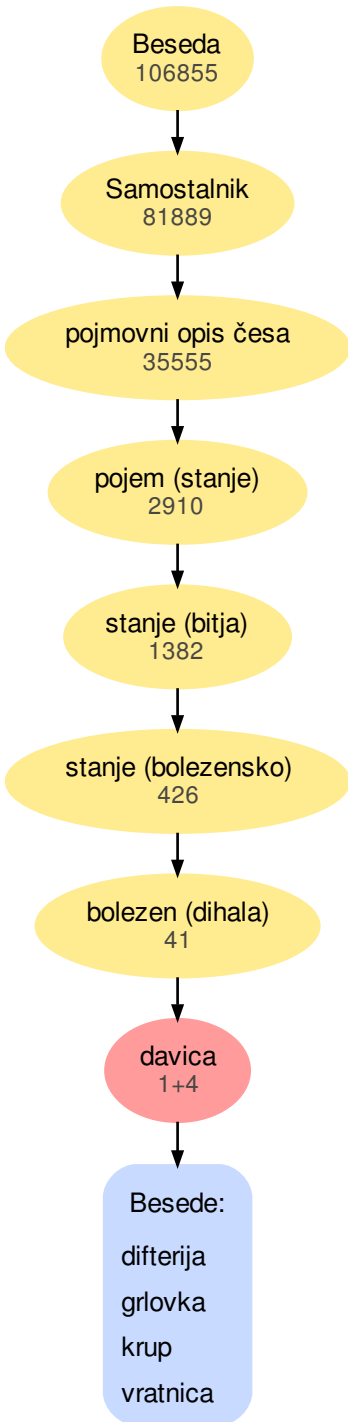 Beseda
106855
Samostalnik
81889
pojmovni opis česa
35555
pojem (stanje)
2910
stanje (bitja)
1382
stanje (bolezensko)
426
bolezen (dihala)
41
davica
1+4
Besede:
difterija
grlovka
krup
vratnica